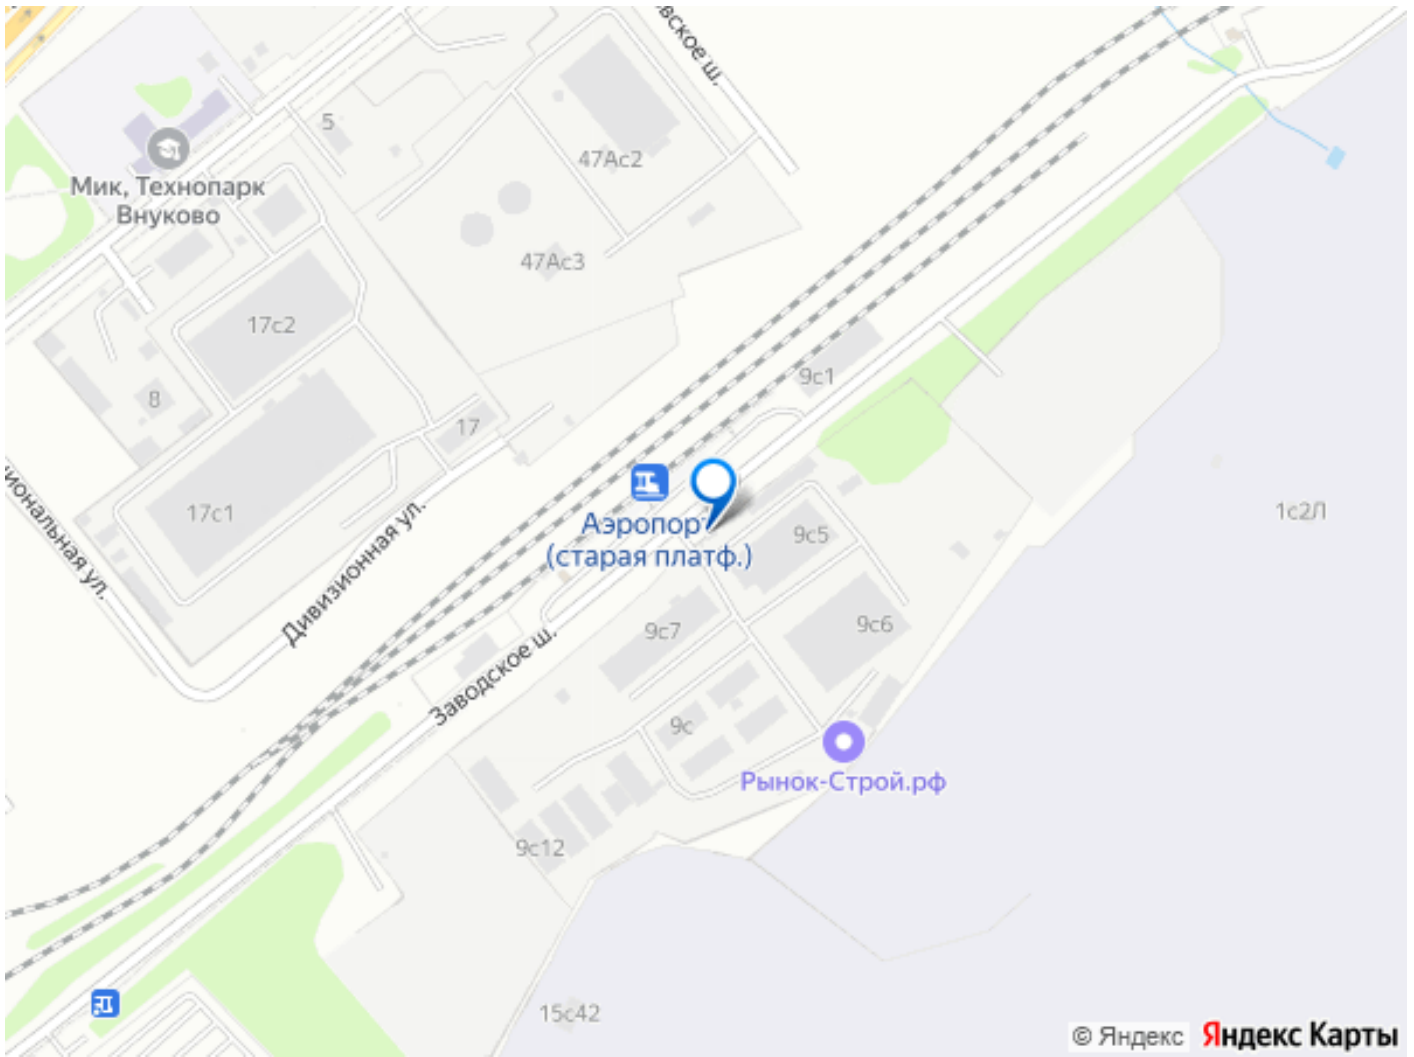 вское ш.
5
47Ас2
Мик, Технопарк
Внуково
47Ас3
17с2
9с1
8
17
17с1
иональная ул.
Дивизионная ул.
Аэропорт
(старая платф.)
9с5
1с2Л
9с7
9с6
Заводское ш.
9с
Рынок-Строй.рф
9с12
15с42
© Яндекс Яндекс Карты